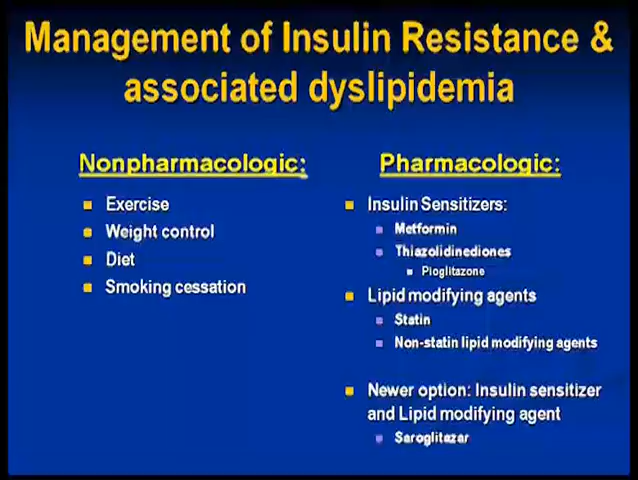 Management of Insulin Resistance &
associated dyslipidemia
Nonpharmacologic:
Exercise
Weight control
Diet
Smoking cessation
Pharmacologic:
Insulin Sensitizers:
Metformin
Thiazolidinediones
Pioglitazone
Lipid modifying agents
Statin
Non-statin lipid modifying agents
Newer option: Insulin sensitizer
and Lipid modifying agent
Saroglitazar